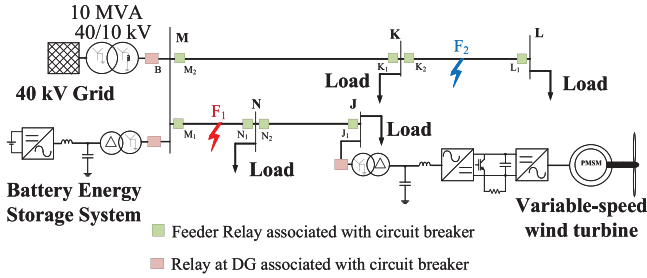 10 MVA
40/10 kV
40 kV Grid
B
M
M₂
K
K₁
K₂
F₂
L
L₁
Load
Load
M₁
F₁
N
N₁
N₂
J
J₁
Load
Load
PMSM
Battery Energy
Storage System
Variable-speed
wind turbine
Feeder Relay associated with circuit breaker
Relay at DG associated with circuit breaker